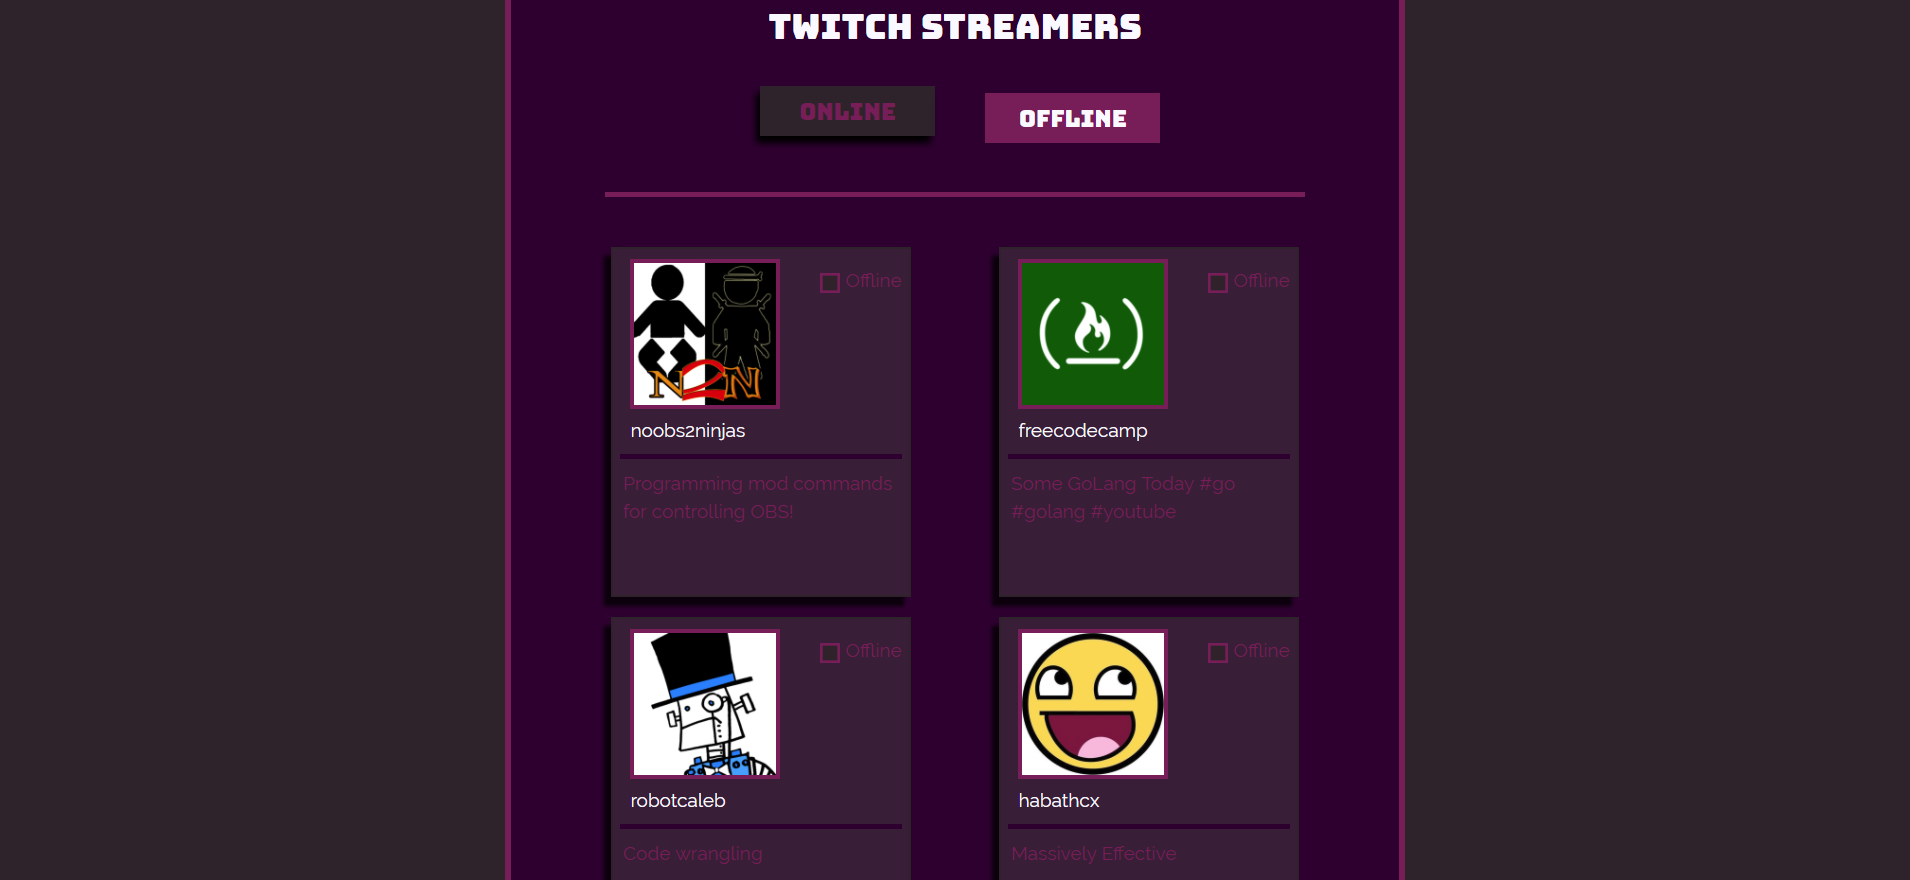 TWITCH STREAMERS
ONLINE
OFFLINE
Offline
N2N
noobs2ninjas
Programming mod commands
for controlling OBS!
Offline
freecodecamp
Some GoLang Today #go
#golang #youtube
Offline
robotcaleb
Code wrangling
Offline
habathcx
Massively Effective